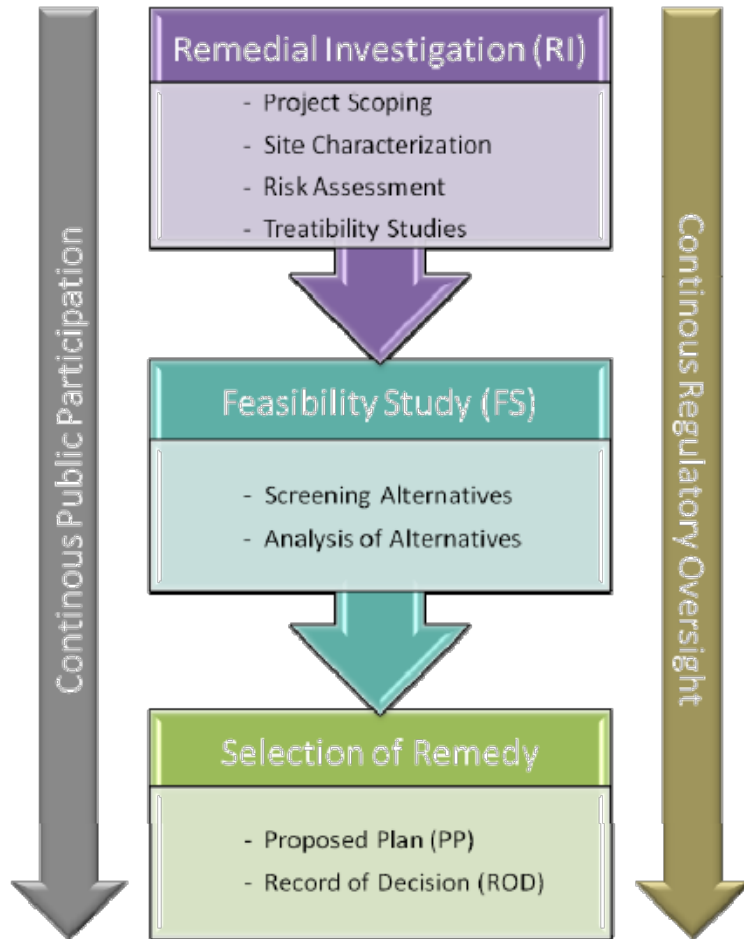 Remedial Investigation (RI)
- Project Scoping
- Site Characterization
- Risk Assessment
- Treatibility Studies
Feasibility Study (FS)
- Screening Alternatives
- Analysis of Alternatives
Selection of Remedy
- Proposed Plan (PP)
- Record of Decision (ROD)
Continous Public Participation
Continous Regulatory Oversight